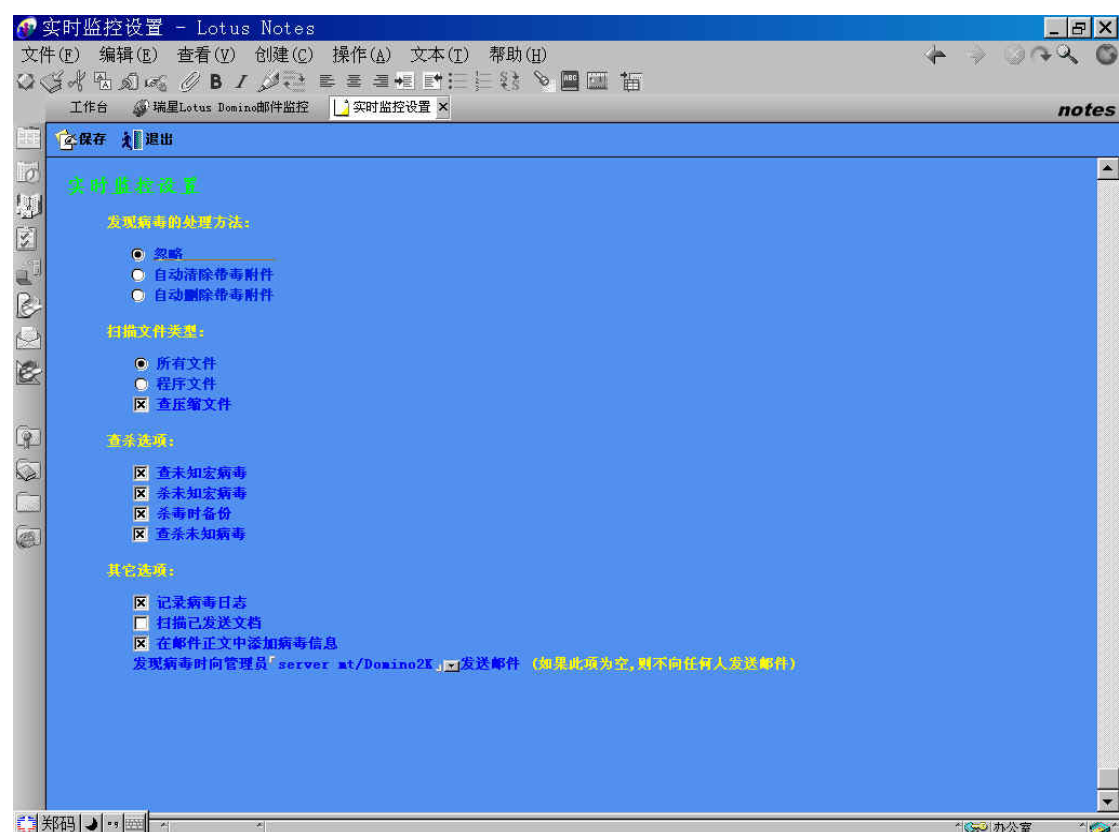 实时监控设置 - Lotus Notes
文件(F) 编辑(E) 查看(V) 创建(C) 操作(A) 文本(T) 帮助(H)
B I
工作台 瑞星Lotus Domino邮件监控 实时监控设置
notes
保存 退出
实时监控设置
发现病毒的处理方法:
忽略
自动清除带毒附件
自动删除带毒附件
扫描文件类型:
所有文件
程序文件
查压缩文件
查杀选项:
查未知宏病毒
杀未知宏病毒
杀毒时备份
查杀未知病毒
其它选项:
记录病毒日志
扫描已发送文档
在邮件正文中添加病毒信息
发现病毒时向管理员「server mt/Domino2K」发送邮件 (如果此项为空,则不向任何人发送邮件)
郑码 办公室